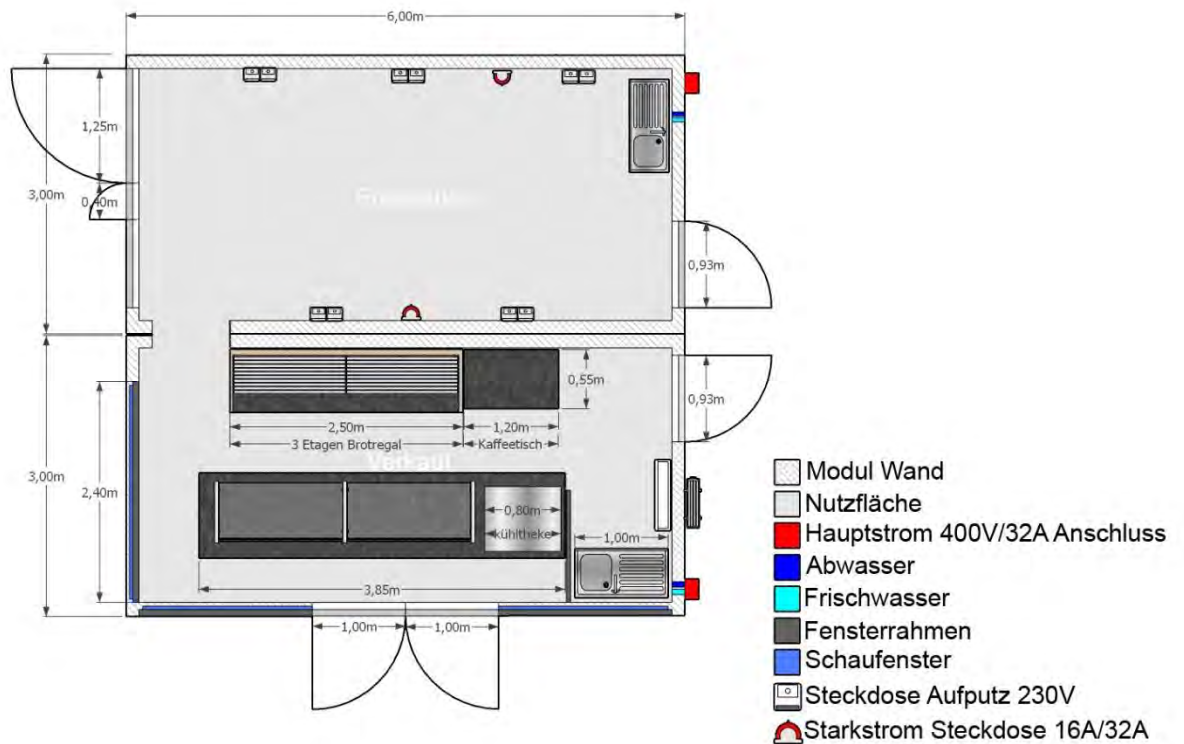 6,00m
1,25m
3,00m
0,40m
0,93m
0,55m
0,93m
2,50m
1,20m
3 Etagen Brotregal
Kaffeetisch
Verkauf
3,00m
2,40m
0,80m
kühltheke
1,00m
3,85m
1,00m
1,00m
Modul Wand
Nutzfläche
Hauptstrom 400V/32A Anschluss
Abwasser
Frischwasser
Fensterrahmen
Schaufenster
Steckdose Aufputz 230V
Starkstrom Steckdose 16A/32A